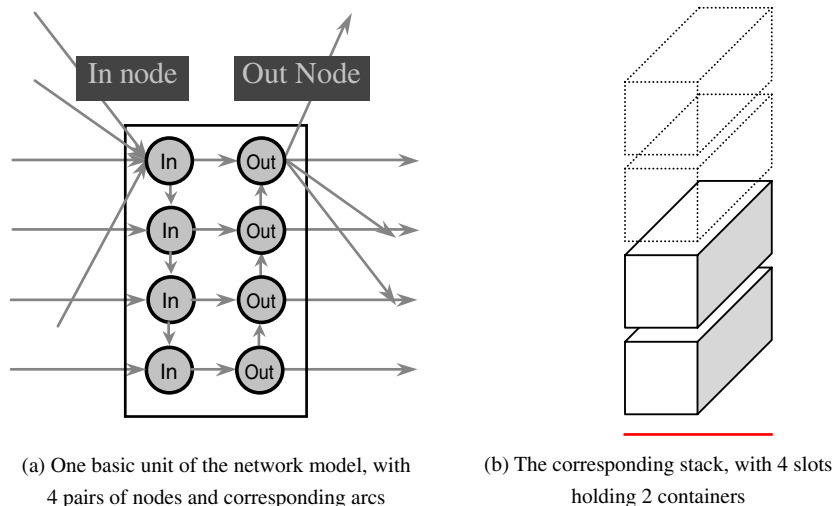 In node Out Node
In Out
In Out
In Out
In Out
(a) One basic unit of the network model, with
4 pairs of nodes and corresponding arcs
(b) The corresponding stack, with 4 slots
holding 2 containers